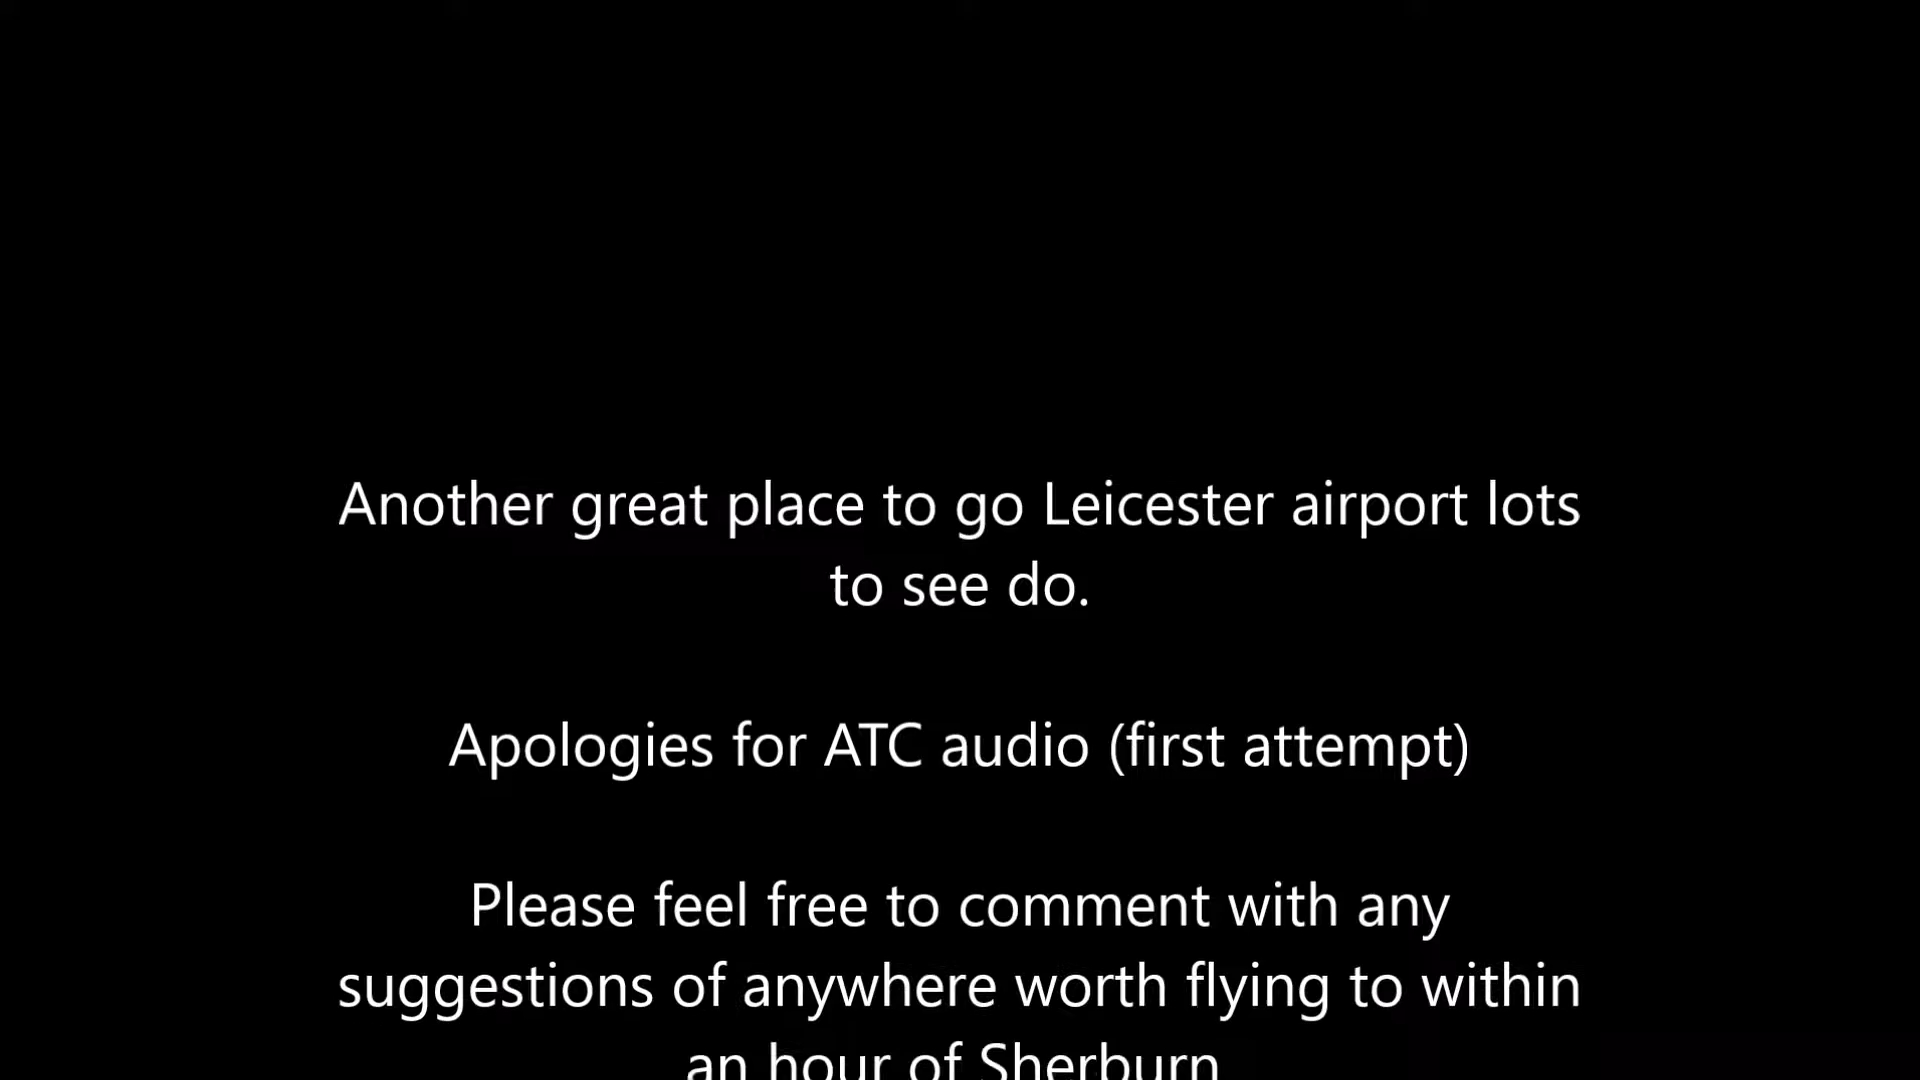 Another great place to go Leicester airport lots
to see do.
Apologies for ATC audio (first attempt)
Please feel free to comment with any
suggestions of anywhere worth flying to within
an hour of Sherburn